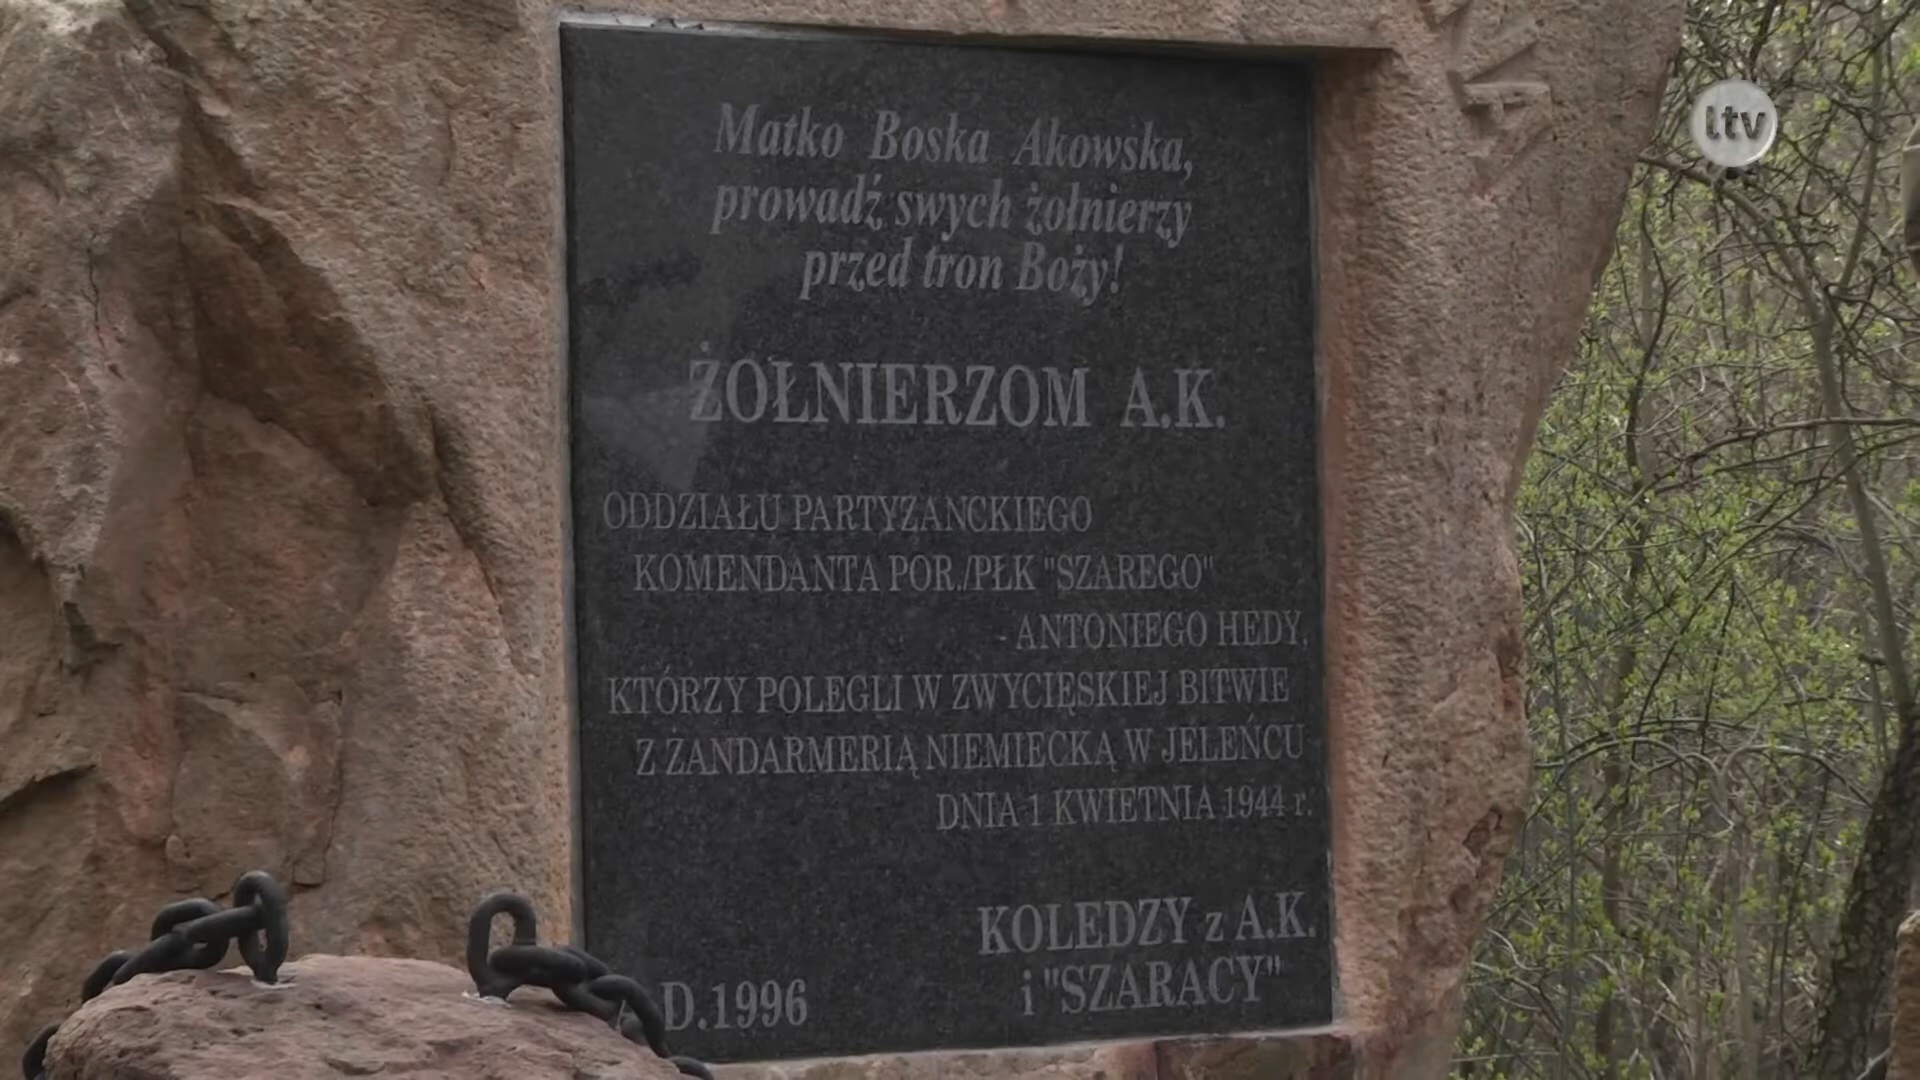 ltv
Matko Boska Akowska,
prowadź swych żołnierzy
przed tron Boży!
ŻOŁNIERZOM A.K.
ODDZIAŁU PARTYZANCKIEGO
KOMENDANTA POR./PŁK "SZAREGO"
- ANTONIEGO HEDY,
KTÓRZY POLEGLI W ZWYCIĘSKIEJ BITWIE
Z ŻANDARMERIĄ NIEMIECKĄ W JELEŃCU
DNIA 1 KWIETNIA 1944 r.
KOLEDZY z A.K.
i "SZARACY"
A.D.1996